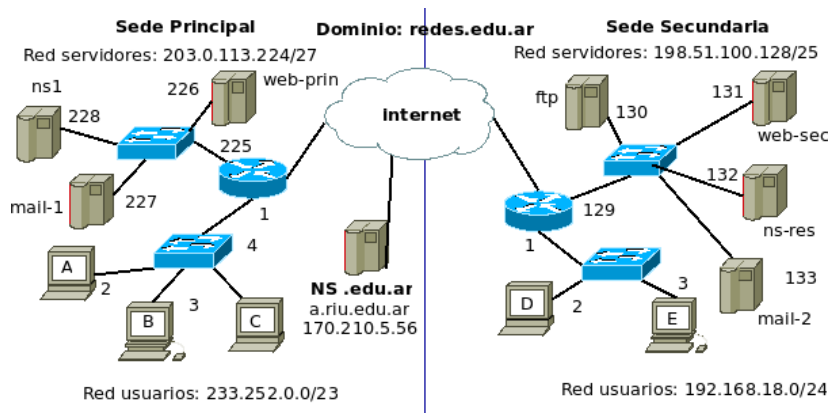 Sede Principal
Dominio: redes.edu.ar
Sede Secundaria
Red servidores: 203.0.113.224/27
Red servidores: 198.51.100.128/25
ns1
228
226
web-prin
225
mail-1
227
1
4
A
2
B
3
C
Red usuarios: 233.252.0.0/23
internet
NS .edu.ar
a.riu.edu.ar
170.210.5.56
ftp
130
131
web-sec
132
ns-res
129
133
mail-2
1
D
2
E
3
Red usuarios: 192.168.18.0/24